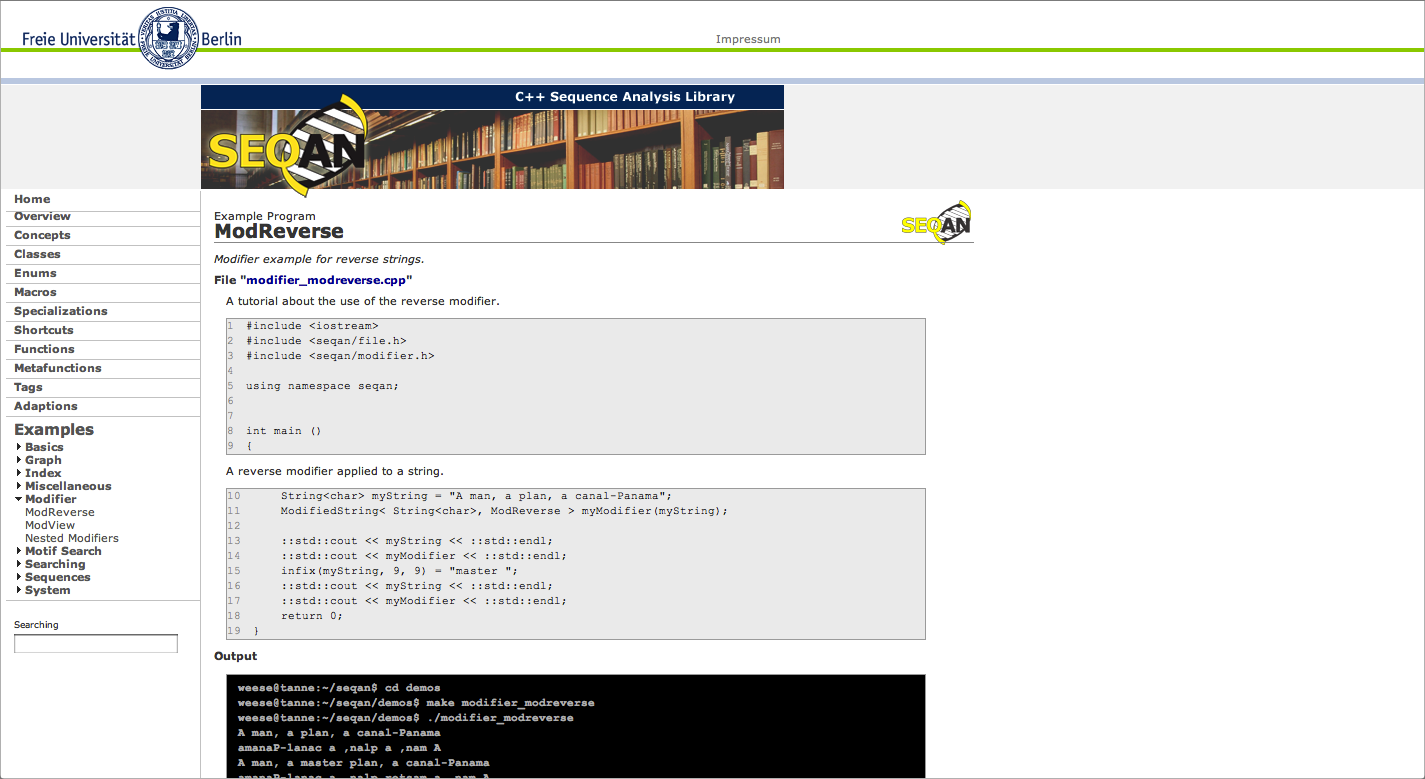 Freie Universität Berlin
Impressum
C++ Sequence Analysis Library
SEQAN
Home
Overview
Concepts
Classes
Enums
Macros
Specializations
Shortcuts
Functions
Metafunctions
Tags
Adaptions
Examples
Basics
Graph
Index
Miscellaneous
Modifier
ModReverse
ModView
Nested Modifiers
Motif Search
Searching
Sequences
System
Searching
Example Program
ModReverse
SEQAN
Modifier example for reverse strings.
File "modifier_modreverse.cpp"
A tutorial about the use of the reverse modifier.
1 #include <iostream>
2 #include <seqan/file.h>
3 #include <seqan/modifier.h>
4
5 using namespace seqan;
6
7
8 int main ()
9 {
A reverse modifier applied to a string.
10 String<char> myString = "A man, a plan, a canal-Panama";
11 ModifiedString< String<char>, ModReverse > myModifier(myString);
12
13 ::std::cout << myString << ::std::endl;
14 ::std::cout << myModifier << ::std::endl;
15 infix(myString, 9, 9) = "master ";
16 ::std::cout << myString << ::std::endl;
17 ::std::cout << myModifier << ::std::endl;
18 return 0;
19 }
Output
weese@tanne:~/seqan$ cd demos
weese@tanne:~/seqan/demos$ make modifier_modreverse
weese@tanne:~/seqan/demos$ ./modifier_modreverse
A man, a plan, a canal-Panama
amanaP-lanac a ,nalp a ,nam A
A man, a master plan, a canal-Panama
amanaP-lanac a ,nalp retsam a ,nam A